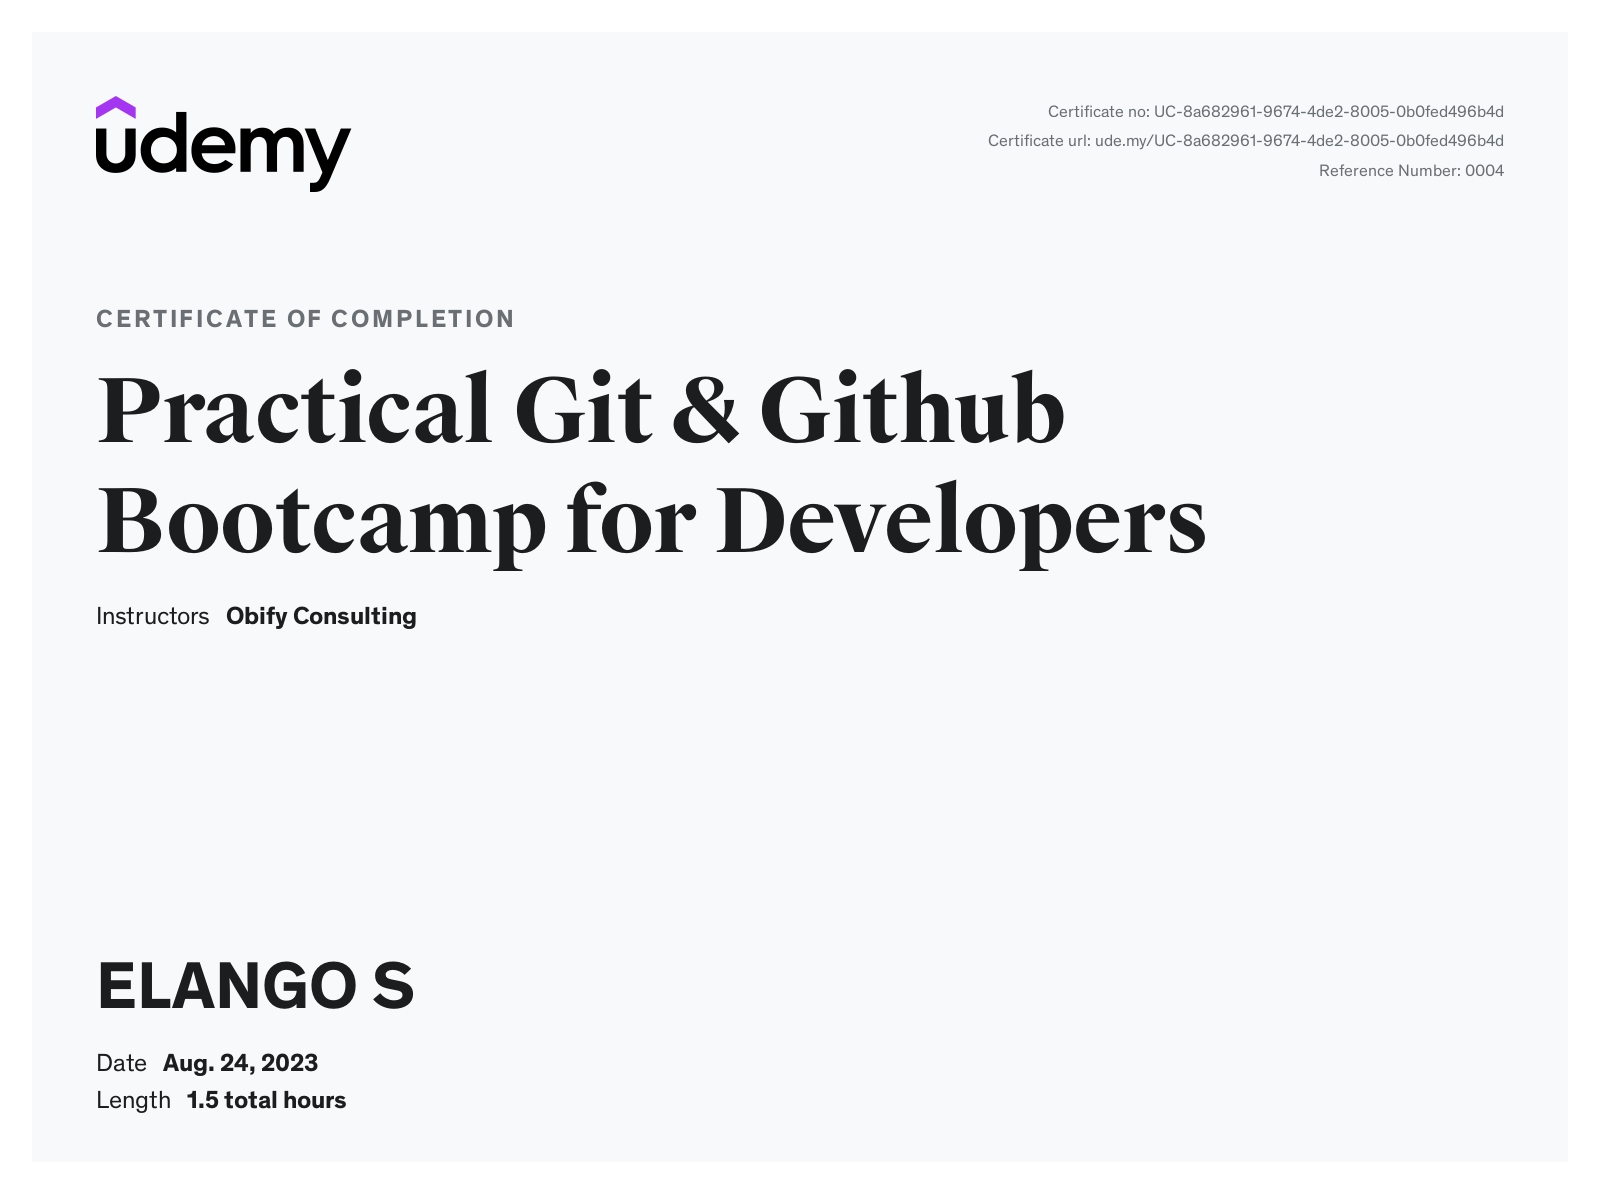 udemy
Certificate no: UC-8a682961-9674-4de2-8005-0b0fed496b4d
Certificate url: ude.my/UC-8a682961-9674-4de2-8005-0b0fed496b4d
Reference Number: 0004
CERTIFICATE OF COMPLETION
Practical Git & Github
Bootcamp for Developers
Instructors Obify Consulting
ELANGO S
Date Aug. 24, 2023
Length 1.5 total hours